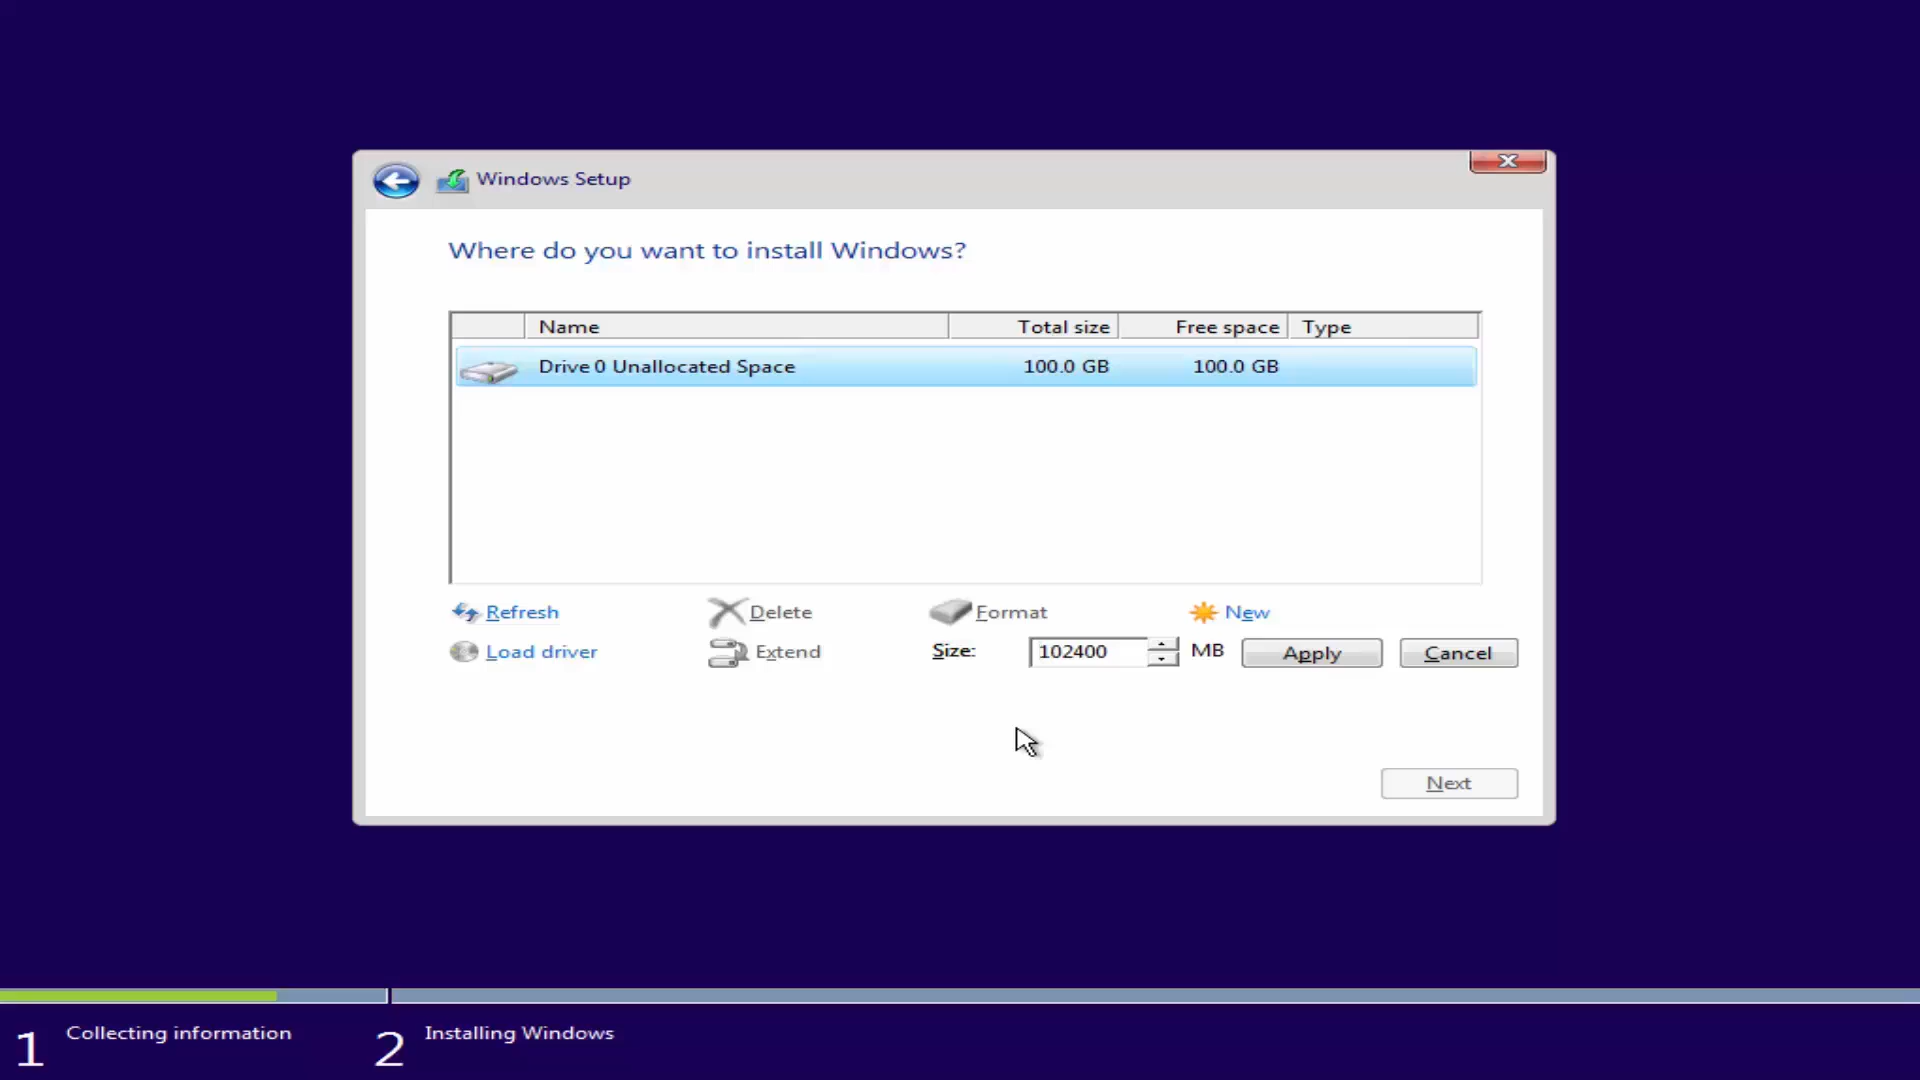 Windows Setup
Where do you want to install Windows?
Name Total size Free space Type
Drive 0 Unallocated Space 100.0 GB 100.0 GB
Refresh Delete Format New
Load driver Extend Size: 102400 MB Apply Cancel
Next
1 Collecting information 2 Installing Windows